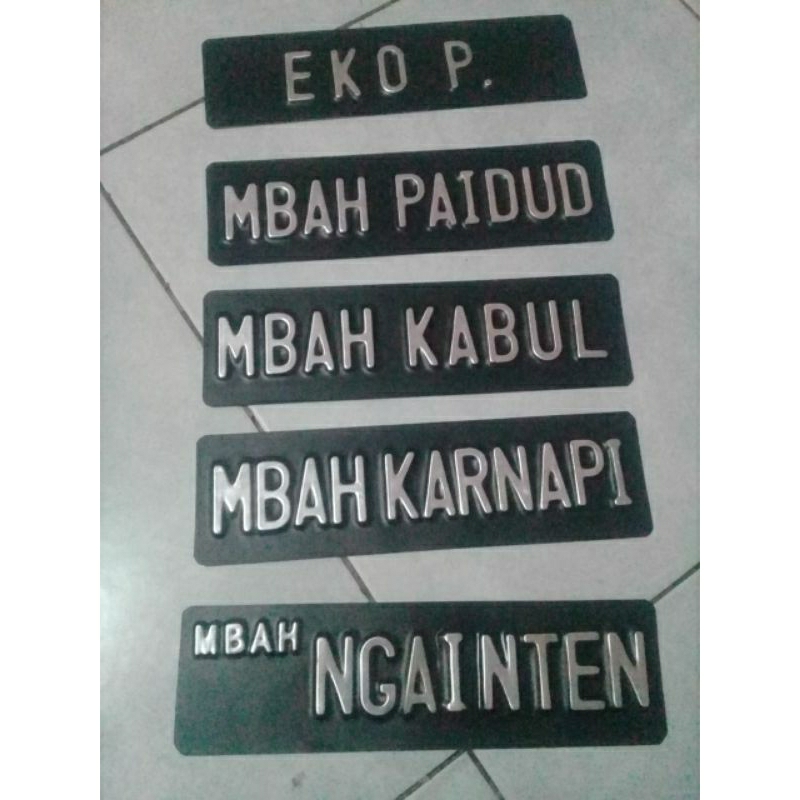 EKO P.
MBAH PAIDUD
MBAH KABUL
MBAH KARNAPI
MBAH NGAINTEN